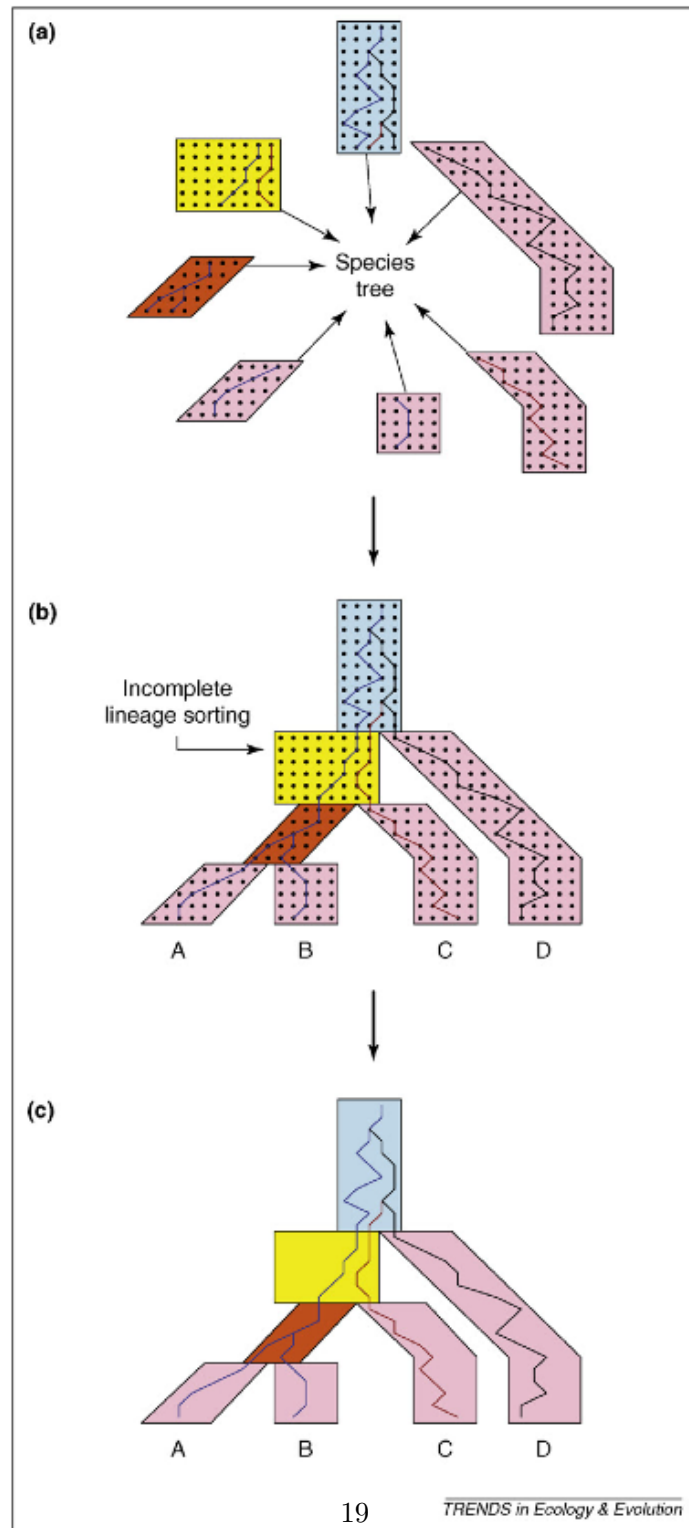 (a)
Species
tree
(b)
Incomplete
lineage sorting
A B C D
(c)
A B C D
19
TRENDS in Ecology & Evolution